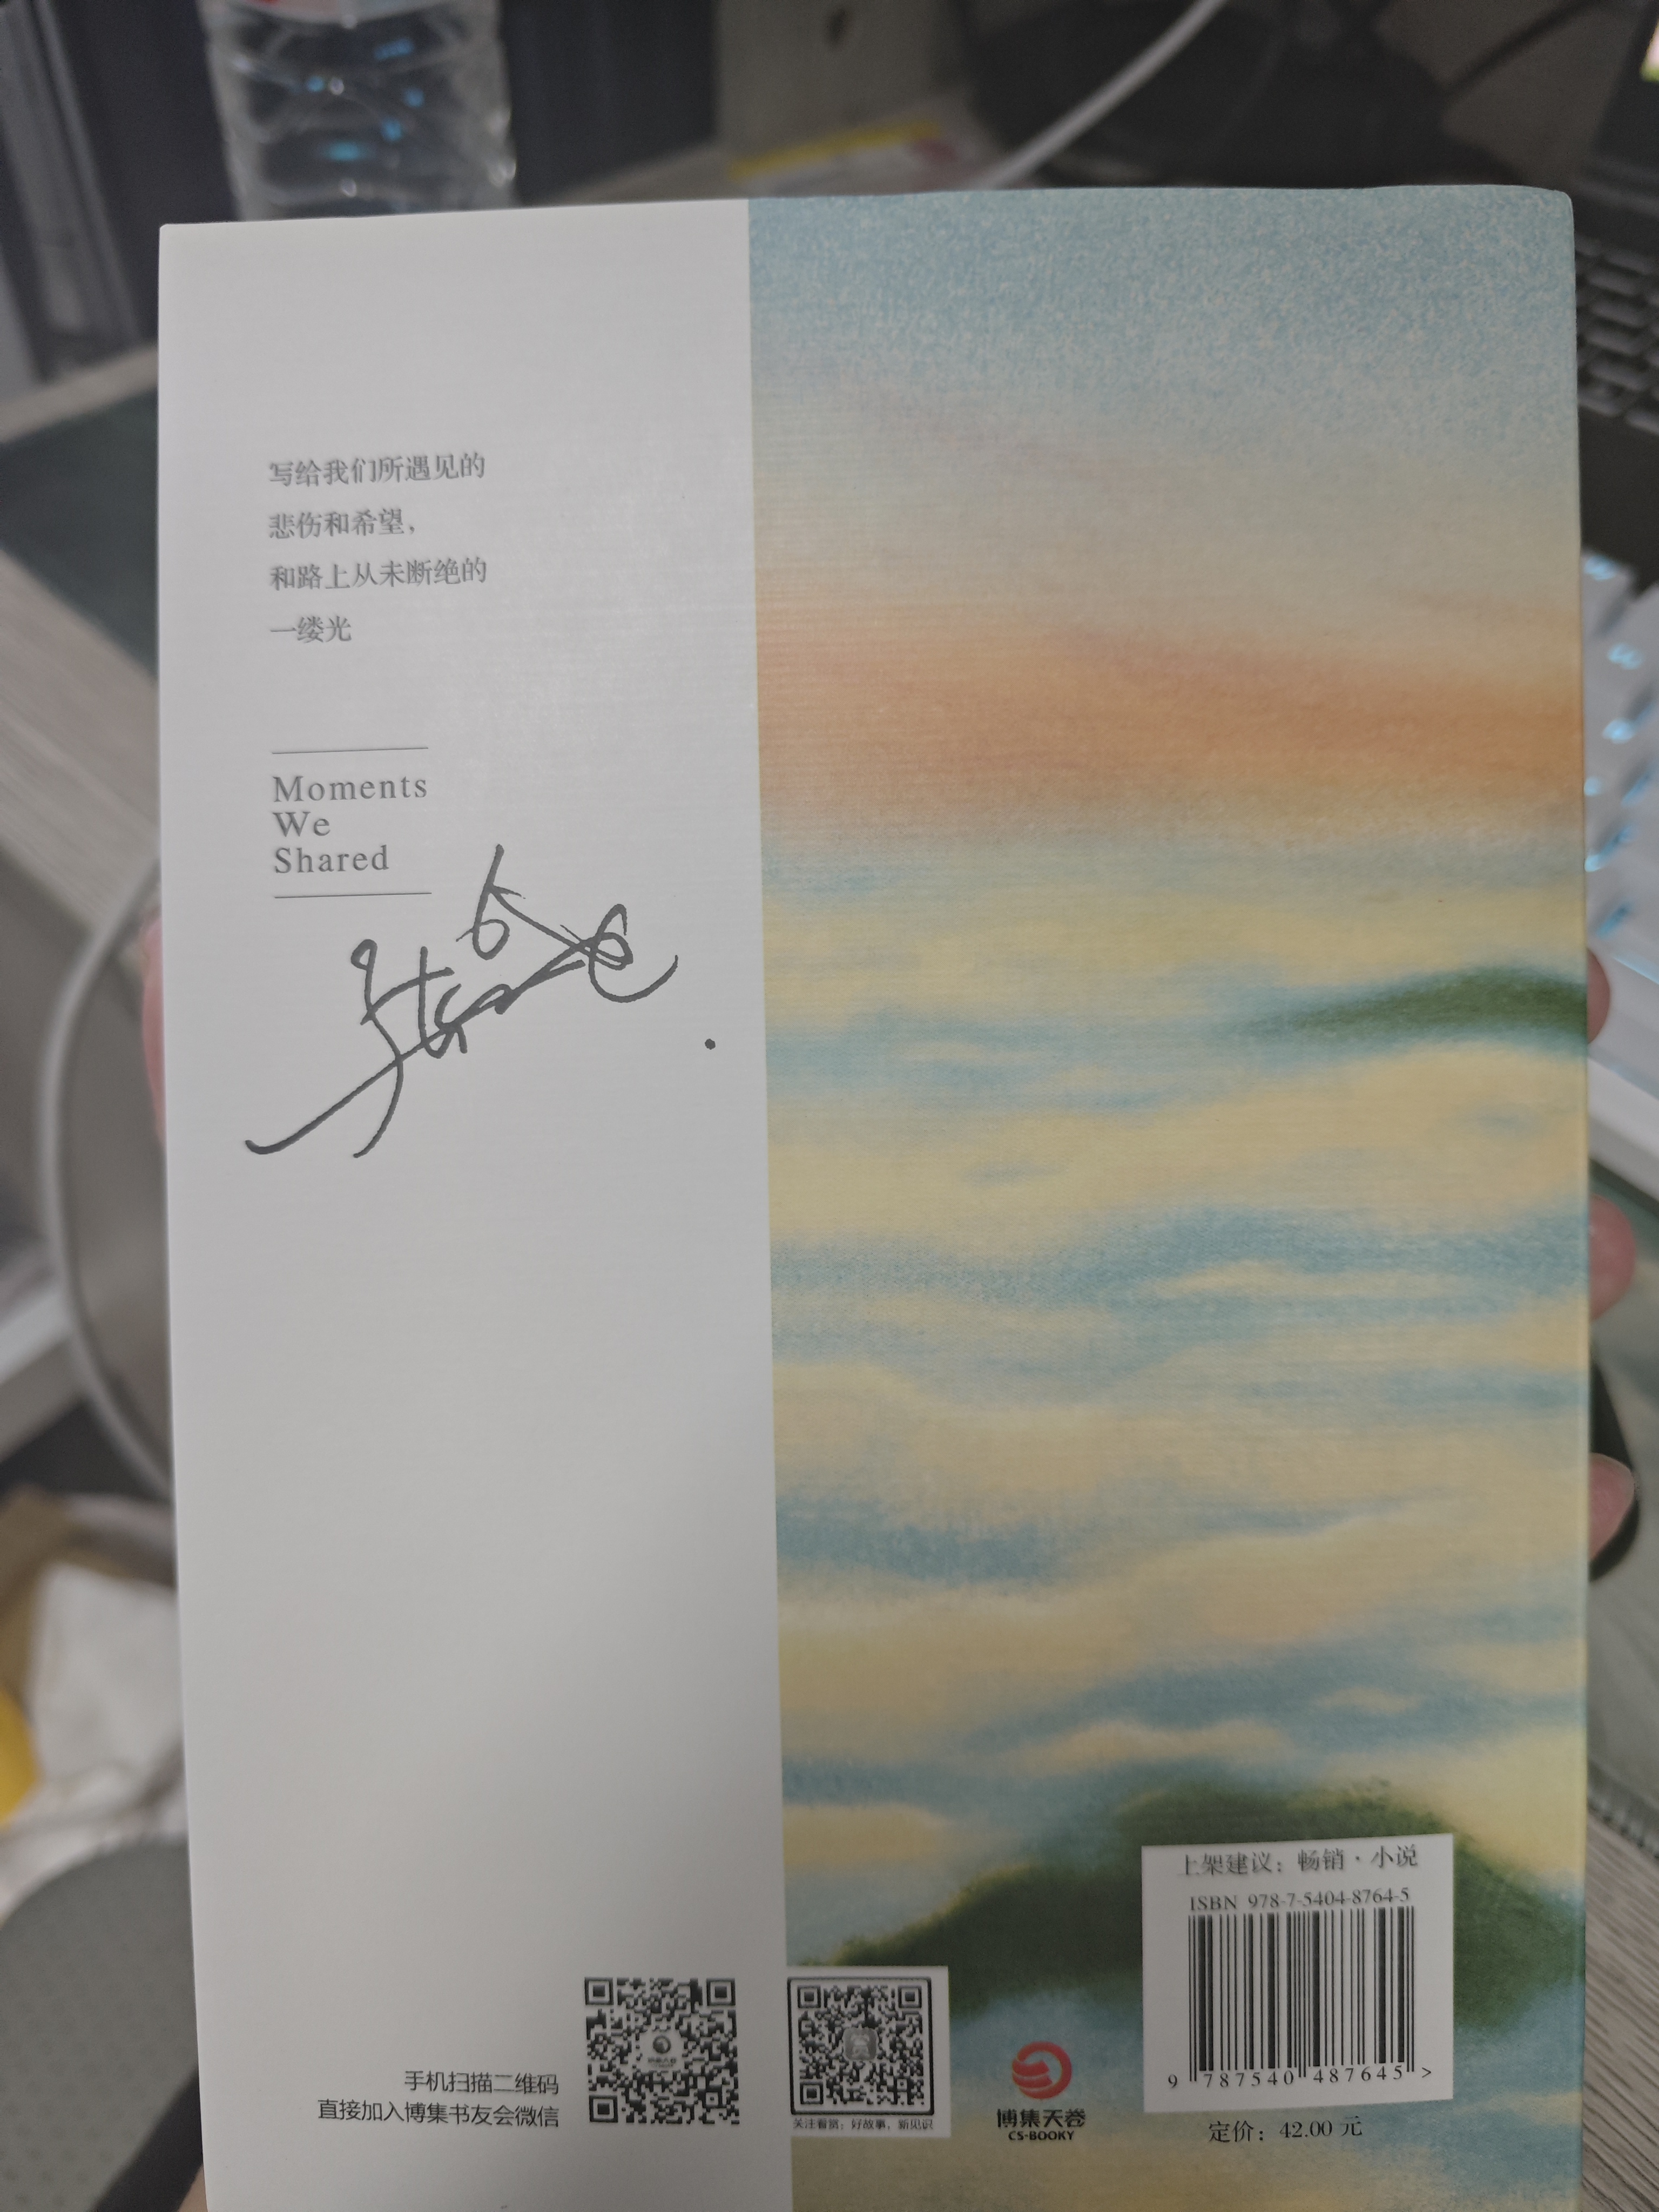 写给我们所遇见的
悲伤和希望，
和路上从未断绝的
一缕光
Moments
We
Shared
手机扫描二维码
直接加入博集书友会微信
关注看赏：好故事，新见识
博集天卷
CS-BOOKY
上架建议：畅销·小说
ISBN 978-7-5404-8764-5
9 787540 487645 >
定价：42.00 元